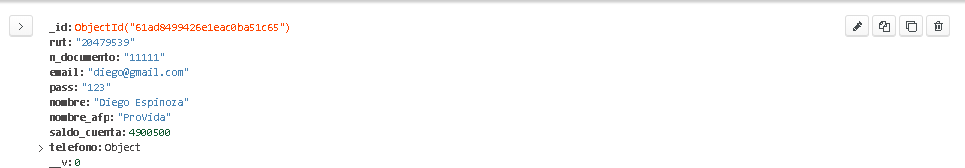 _id: ObjectId("61ad8499426e1eac0ba51c65")
rut: "20479539"
n_documento: "11111"
email: "diego@gmail.com"
pass: "123"
nombre: "Diego Espinoza"
nombre_afp: "ProVida"
saldo_cuenta: 4900500
telefono: Object
__v: 0